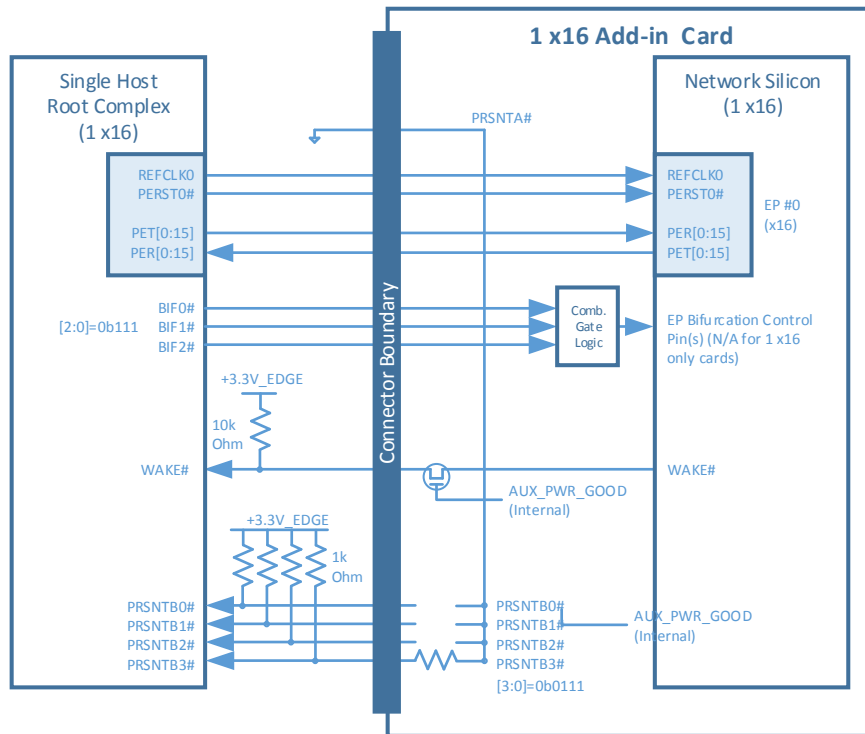 1 x16 Add-in Card
Single Host
Root Complex
(1 x16)
Network Silicon
(1 x16)
PRSNTA#
REFCLK0
REFCLK0
PERST0#
PERST0#
EP #0
(x16)
PET[0:15]
PER[0:15]
PER[0:15]
PET[0:15]
Connector Boundary
BIF0#
[2:0]=0b111
BIF1#
BIF2#
Comb.
Gate
Logic
EP Bifurcation Control
Pin(s) (N/A for 1 x16
only cards)
+3.3V_EDGE
10k
Ohm
WAKE#
WAKE#
AUX_PWR_GOOD
(Internal)
+3.3V_EDGE
1k
Ohm
PRSNTB0#
PRSNTB1#
PRSNTB2#
PRSNTB3#
PRSNTB0#
PRSNTB1#
PRSNTB2#
PRSNTB3#
[3:0]=0b0111
AUX_PWR_GOOD
(Internal)